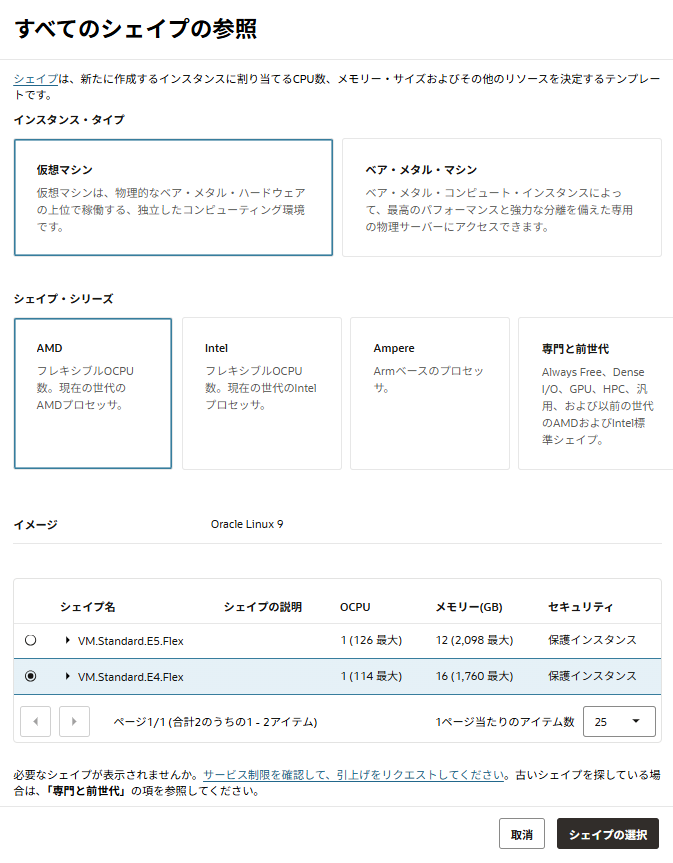 すべてのシェイプの参照
シェイプは、新たに作成するインスタンスに割り当てるCPU数、メモリー・サイズおよびその他のリソースを決定するテンプレー
トです。
インスタンス・タイプ
仮想マシン
仮想マシンは、物理的なベア・メタル・ハードウェア
の上位で稼働する、独立したコンピューティング環境
です。
ベア・メタル・マシン
ベア・メタル・コンピュート・インスタンスによっ
て、最高のパフォーマンスと強力な分離を備えた専用
の物理サーバーにアクセスできます。
シェイプ・シリーズ
AMD
フレキシブルOCPU
数。現在の世代の
AMDプロセッサ。
Intel
フレキシブルOCPU
数。現在の世代のIntel
プロセッサ。
Ampere
Armベースのプロセッ
サ。
専門と前世代
Always Free、Dense
I/O、GPU、HPC、汎
用、および以前の世代
のAMDおよびIntel標
準シェイプ。
イメージ Oracle Linux 9
シェイプ名 シェイプの説明 OCPU メモリー(GB) セキュリティ
VM.Standard.E5.Flex 1 (126 最大) 12 (2,098 最大) 保護インスタンス
VM.Standard.E4.Flex 1 (114 最大) 16 (1,760 最大) 保護インスタンス
ページ1/1 (合計2のうちの1 - 2アイテム) 1ページ当たりのアイテム数 25
必要なシェイプが表示されませんか。サービス制限を確認して、引上げをリクエストしてください。古いシェイプを探している場
合は、「専門と前世代」の項を参照してください。
取消 シェイプの選択